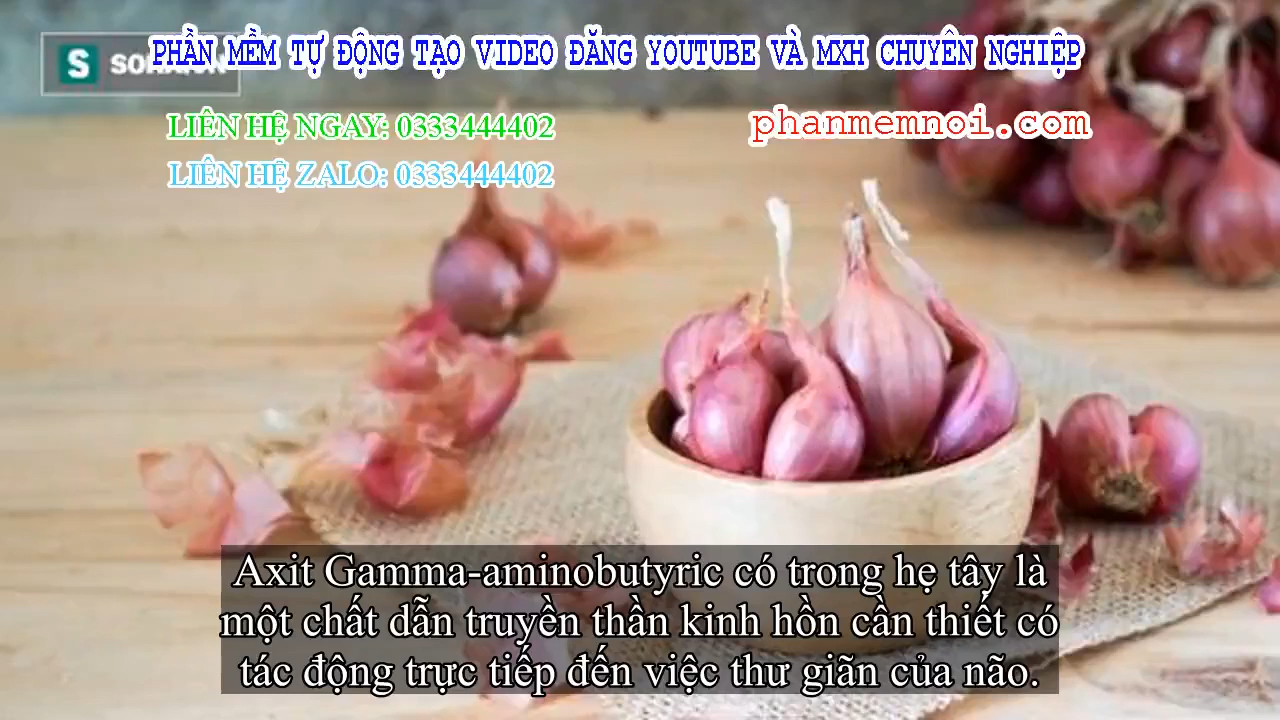 PHẦN MỀM TỰ ĐỘNG TẠO VIDEO ĐĂNG YOUTUBE VÀ MXH CHUYÊN NGHIỆP
S
LIÊN HỆ NGAY: 0333444402
phanmemnoi.com
LIÊN HỆ ZALO: 0333444402
Axit Gamma-aminobutyric có trong hẹ tây là
một chất dẫn truyền thần kinh hồn cần thiết có
tác động trực tiếp đến việc thư giãn của não.